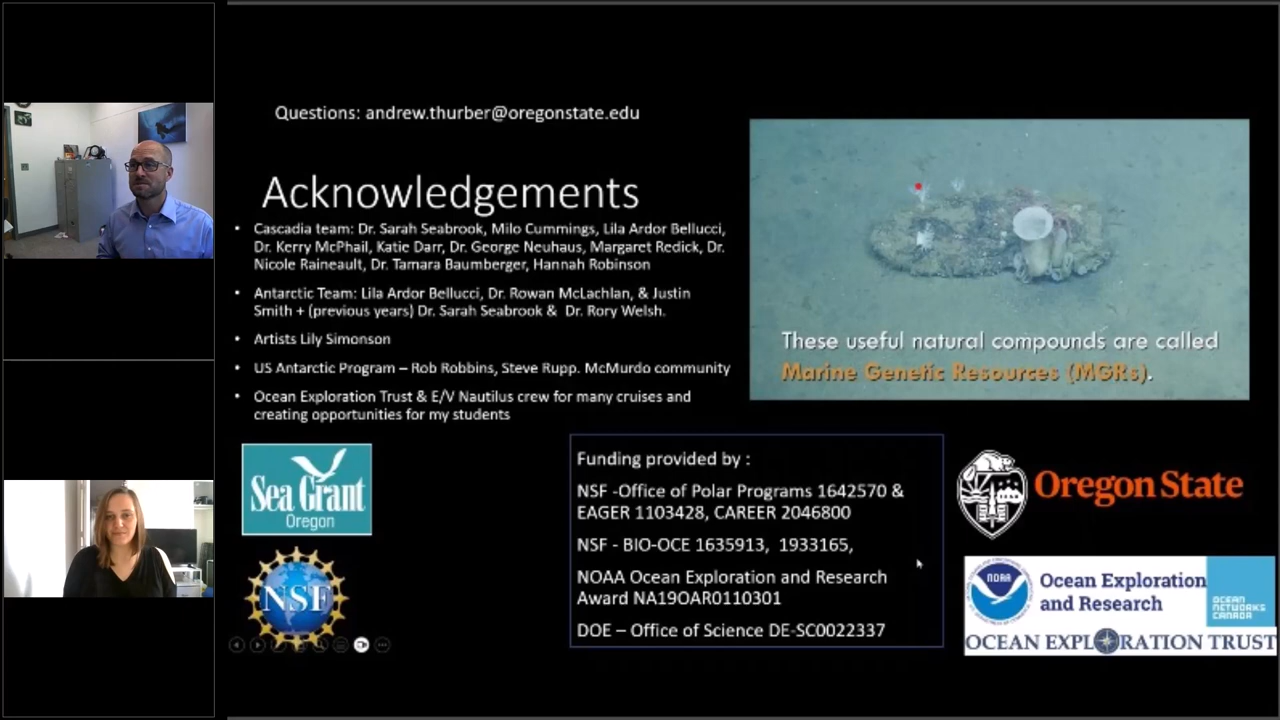 Questions: andrew.thurber@oregonstate.edu
Acknowledgements
• Cascadia team: Dr. Sarah Seabrook, Milo Cummings, Lila Ardor Bellucci,
Dr. Kerry McPhail, Katie Darr, Dr. George Neuhaus, Margaret Redick, Dr.
Nicole Raineault, Dr. Tamara Baumberger, Hannah Robinson
• Antarctic Team: Lila Ardor Bellucci, Dr. Rowan McLachlan, & Justin
Smith + (previous years) Dr. Sarah Seabrook & Dr. Rory Welsh.
• Artists Lily Simonson
• US Antarctic Program – Rob Robbins, Steve Rupp. McMurdo community
• Ocean Exploration Trust & E/V Nautilus crew for many cruises and
creating opportunities for my students
These useful natural compounds are called
Marine Genetic Resources (MGRs).
Sea Grant
Oregon
NSF
Funding provided by :
NSF -Office of Polar Programs 1642570 &
EAGER 1103428, CAREER 2046800
NSF - BIO-OCE 1635913, 1933165,
NOAA Ocean Exploration and Research
Award NA19OAR0110301
DOE – Office of Science DE-SC0022337
Oregon State
NOAA
Ocean Exploration
and Research
OCEAN
NETWORKS
CANADA
OCEAN EXPLORATION TRUST